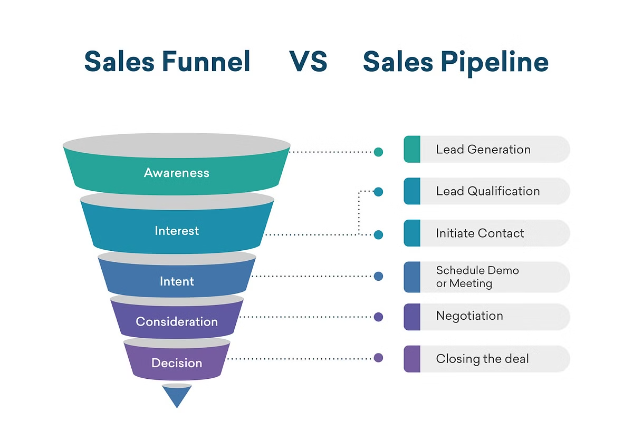 Sales Funnel VS Sales Pipeline
Awareness
Interest
Intent
Consideration
Decision
Lead Generation
Lead Qualification
Initiate Contact
Schedule Demo
or Meeting
Negotiation
Closing the deal